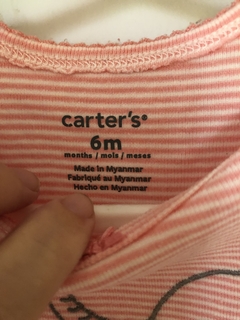 carter's®
6m
months / mois / meses
Made in Myanmar
Fabriqué au Myanmar
Hecho en Myanmar